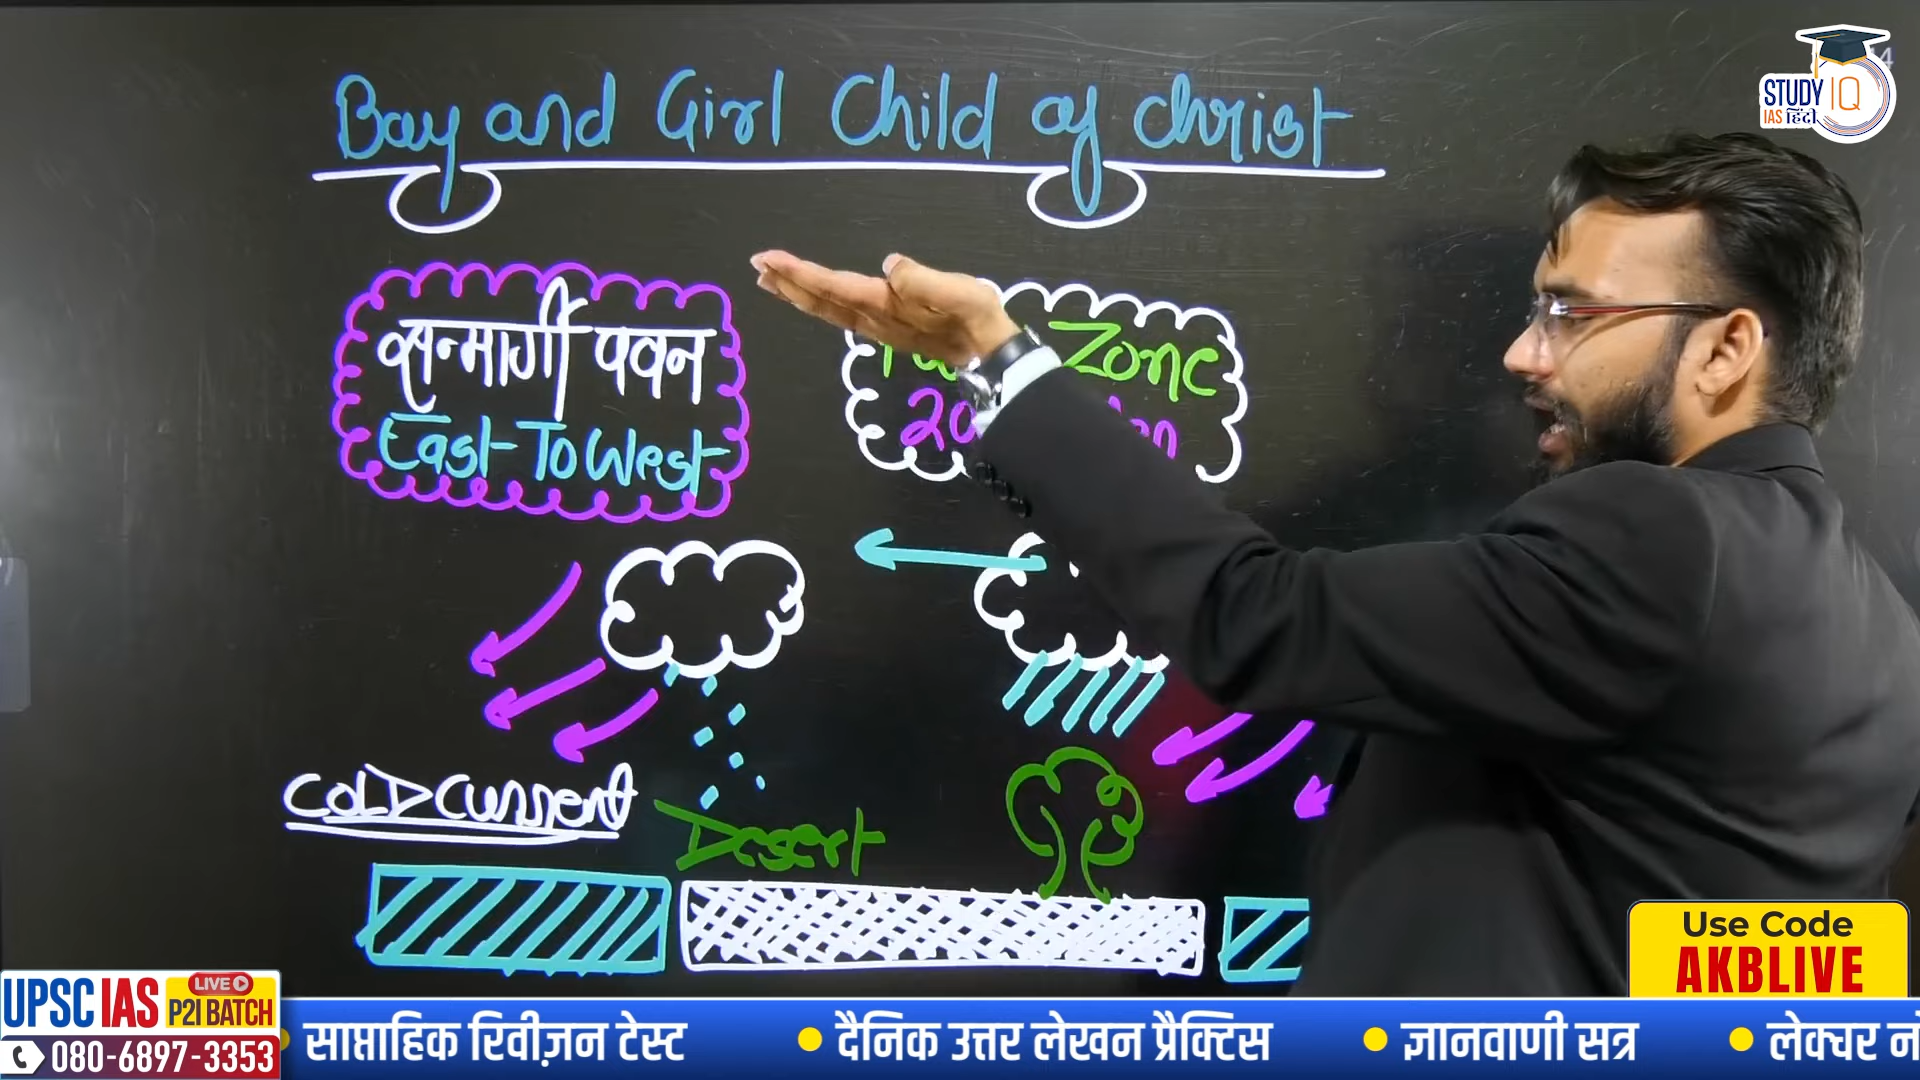 Boy and Girl Child of christ
STUDY IQ
IAS हिंदी
सन्मार्गी पवन
East-To West
Zone
COLD Current
Desert
Use Code
AKBLIVE
UPSC IAS
LIVE
P2I BATCH
080-6897-3353
साप्ताहिक रिवीज़न टेस्ट
दैनिक उत्तर लेखन प्रैक्टिस
ज्ञानवाणी सत्र
लेक्चर